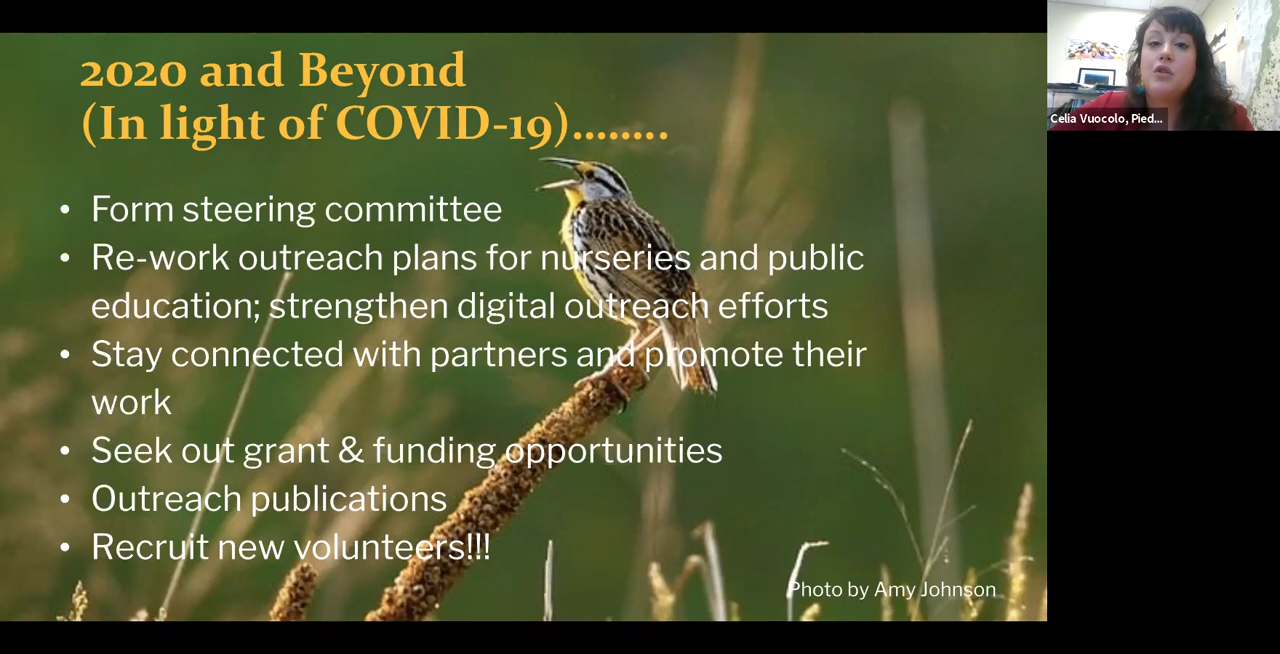 2020 and Beyond
(In light of COVID-19)........
• Form steering committee
• Re-work outreach plans for nurseries and public
education; strengthen digital outreach efforts
• Stay connected with partners and promote their
work
• Seek out grant & funding opportunities
• Outreach publications
• Recruit new volunteers!!!
Photo by Amy Johnson
Celia Vuocolo, Pied...